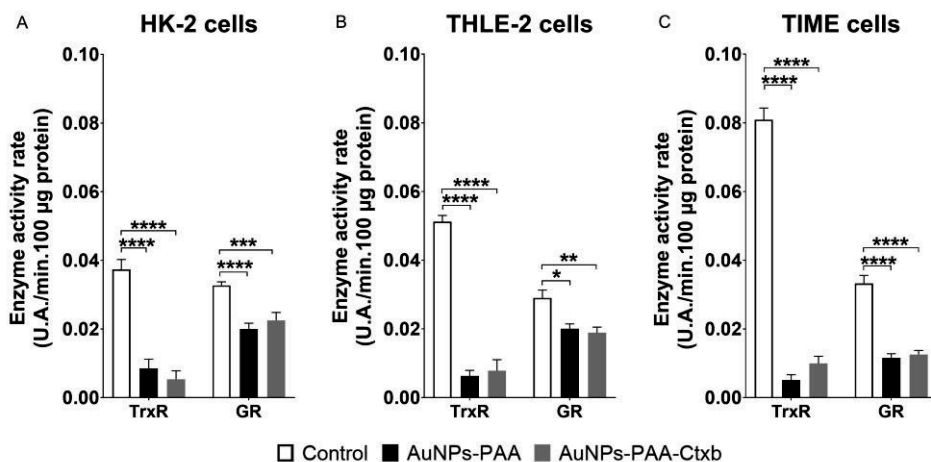 A HK-2 cells
Enzyme activity rate
(U.A./min.100 µg protein)
0.10
0.08
0.06
0.04
0.02
0.00
****
****
***
****
TrxR GR
B THLE-2 cells
Enzyme activity rate
(U.A./min.100 µg protein)
0.10
0.08
0.06
0.04
0.02
0.00
****
****
**
*
TrxR GR
C TIME cells
Enzyme activity rate
(U.A./min.100 µg protein)
0.10
0.08
0.06
0.04
0.02
0.00
****
****
****
****
TrxR GR
Control AuNPs-PAA AuNPs-PAA-Ctxb